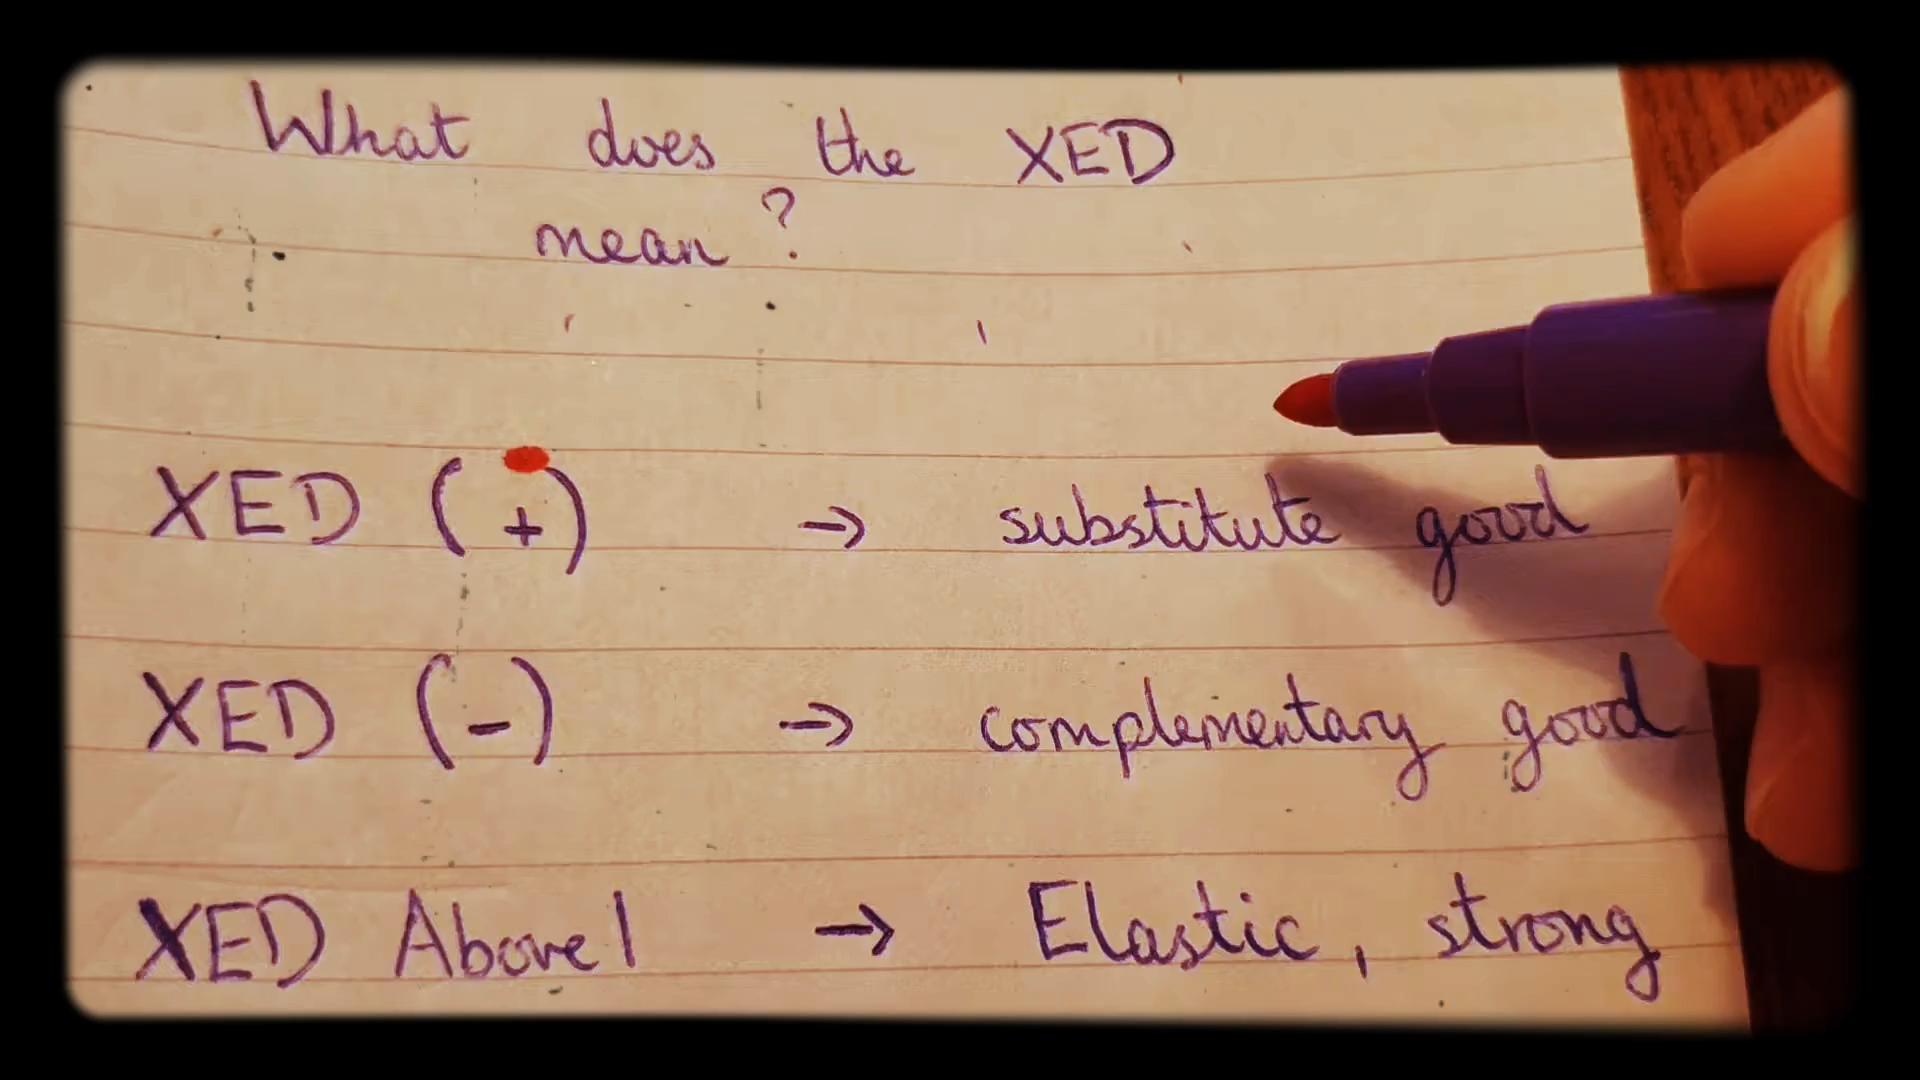 What does the XED
mean?
XED (+) → substitute good
XED (-) → complementary good
XED Above 1 → Elastic, strong